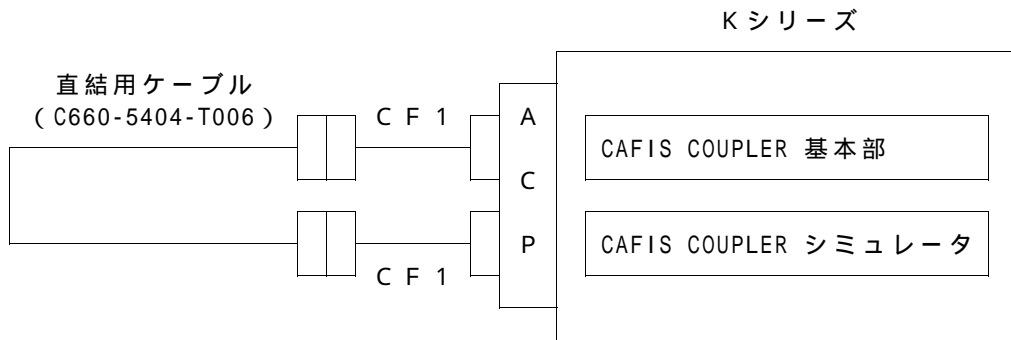 Kシリーズ
直結用ケーブル
(C660-5404-T006)
CF1
ACP
CAFIS COUPLER 基本部
CAFIS COUPLER シミュレータ
CF1